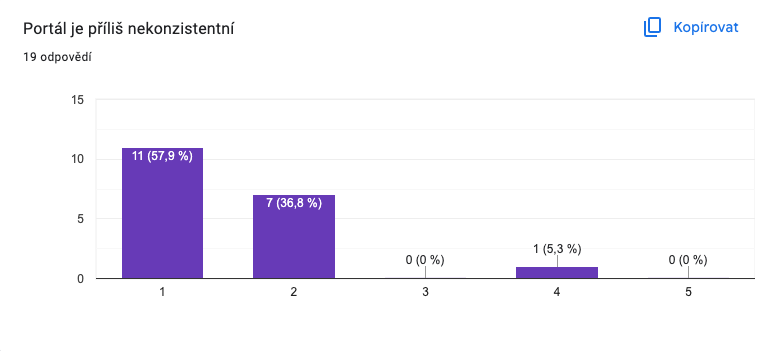 Portál je příliš nekonzistentní
Kopírovat
19 odpovědí
15
10
5
0
11 (57,9 %)
7 (36,8 %)
0 (0 %)
1 (5,3 %)
0 (0 %)
1
2
3
4
5